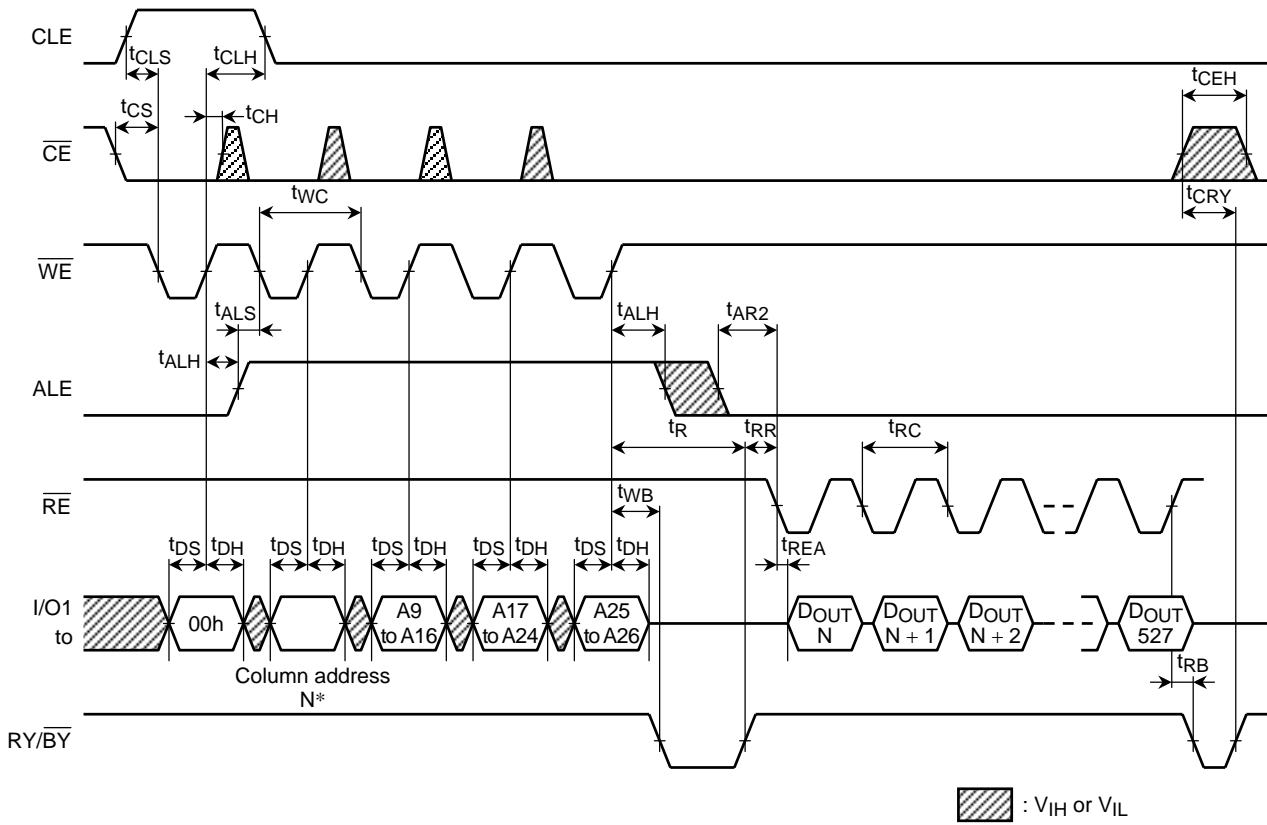 CLE
tCLS
tCLH
tCEH
tCS
tCH
CE
tWC
tCRY
WE
tALS
tALH
tAR2
tALH
ALE
tR
tRR
tRC
RE
tWB
tDS
tDH
tDS
tDH
tDS
tDH
tDS
tDH
tDS
tDH
tREA
I/O1
to
00h
A9
to A16
A17
to A24
A25
to A26
DOUT
N
DOUT
N + 1
DOUT
N + 2
DOUT
527
Column address
N*
tRB
RY/BY
: VIH or VIL